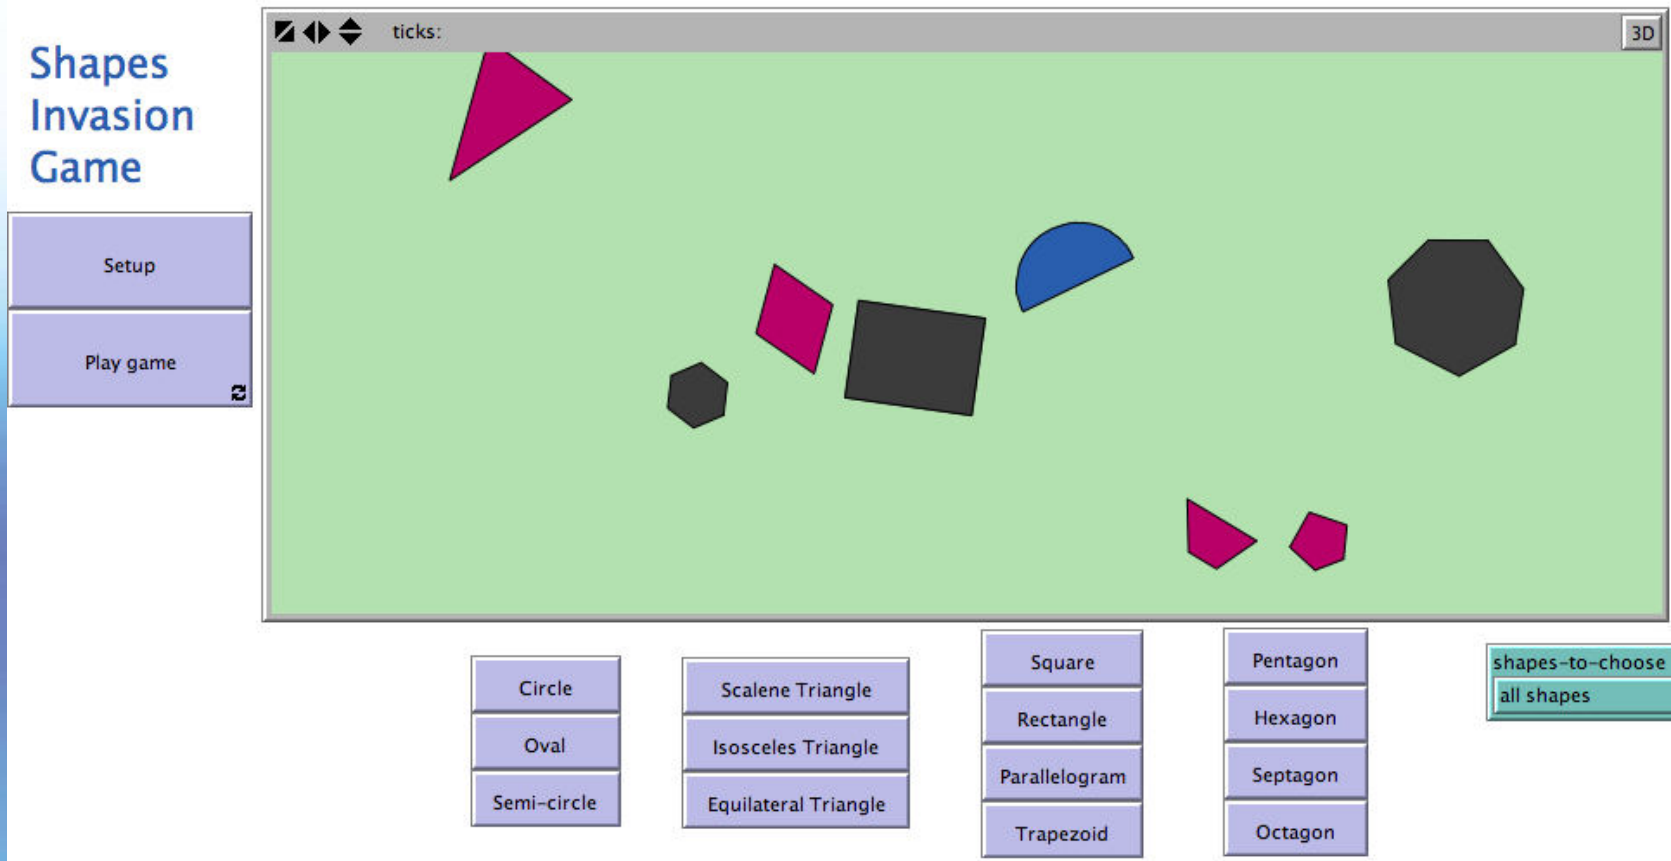 Shapes
Invasion
Game
Setup
Play game
ticks:
3D
Circle
Oval
Semi-circle
Scalene Triangle
Isosceles Triangle
Equilateral Triangle
Square
Rectangle
Parallelogram
Trapezoid
Pentagon
Hexagon
Septagon
Octagon
shapes-to-choose
all shapes